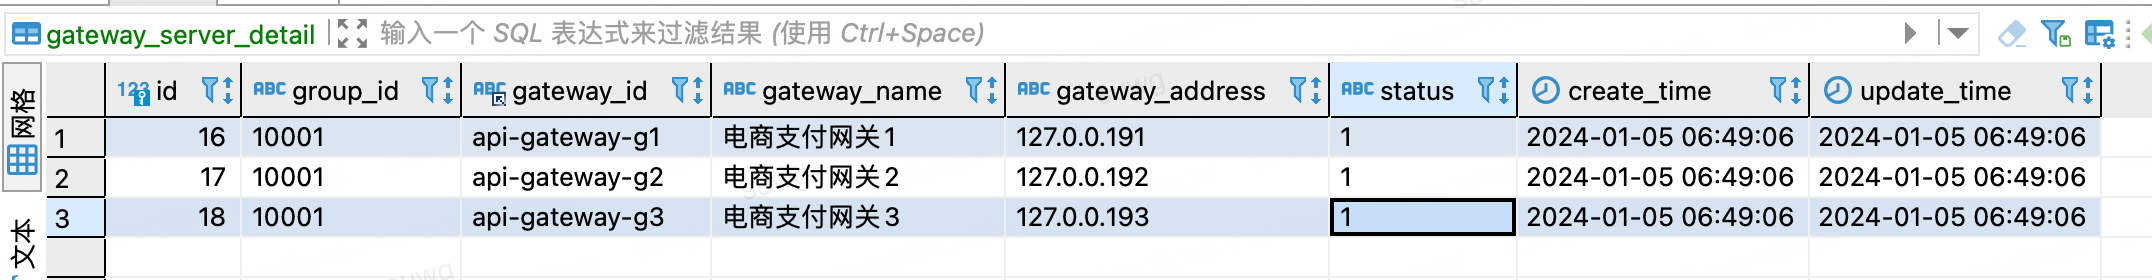 gateway_server_detail 输入一个 SQL 表达式来过滤结果 (使用 Ctrl+Space)
网格
文本
123 id ABC group_id ABC gateway_id ABC gateway_name ABC gateway_address ABC status create_time update_time
1 16 10001 api-gateway-g1 电商支付网关1 127.0.0.191 1 2024-01-05 06:49:06 2024-01-05 06:49:06
2 17 10001 api-gateway-g2 电商支付网关2 127.0.0.192 1 2024-01-05 06:49:06 2024-01-05 06:49:06
3 18 10001 api-gateway-g3 电商支付网关3 127.0.0.193 1 2024-01-05 06:49:06 2024-01-05 06:49:06